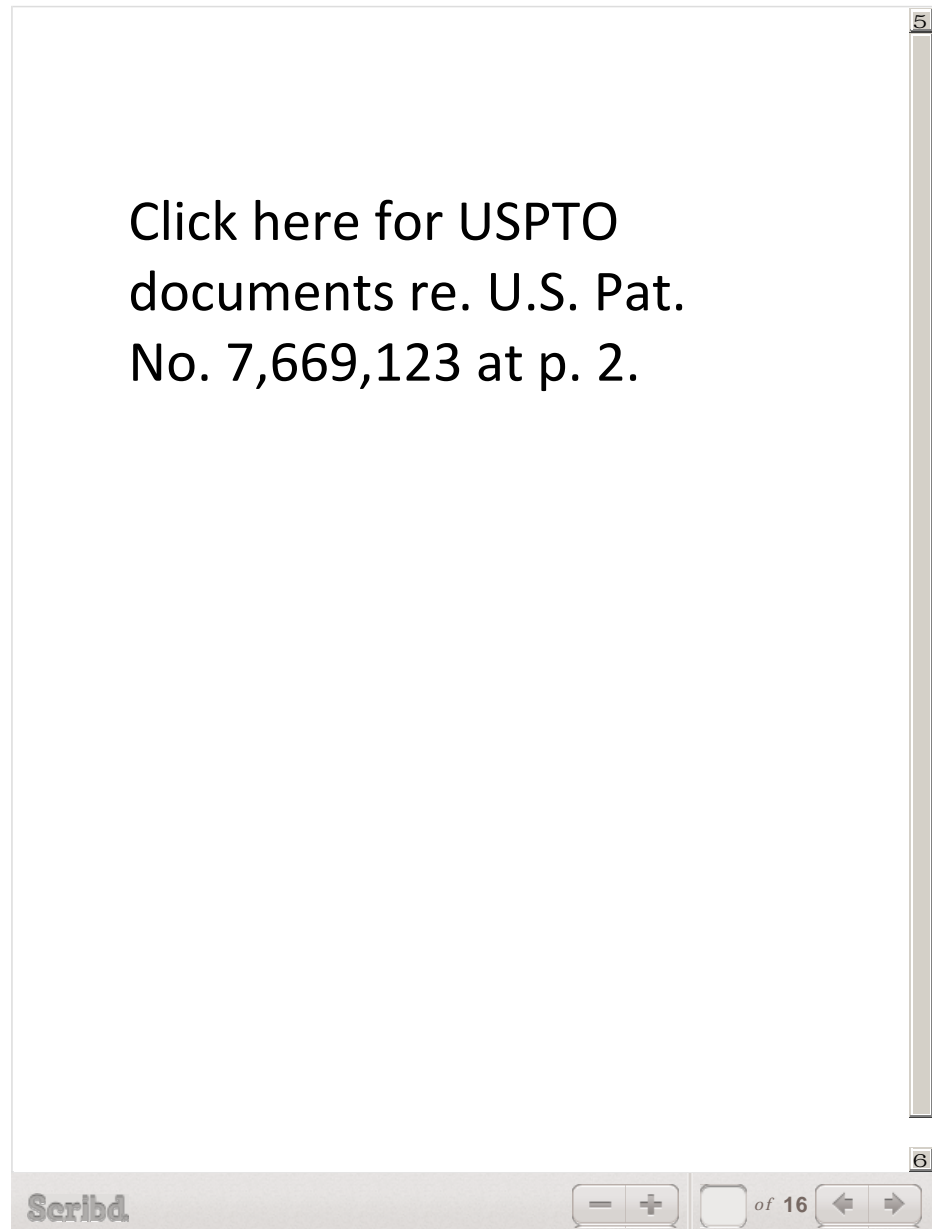 5
Click here for USPTO
documents re. U.S. Pat.
No. 7,669,123 at p. 2.
6
Scribd.
of 16